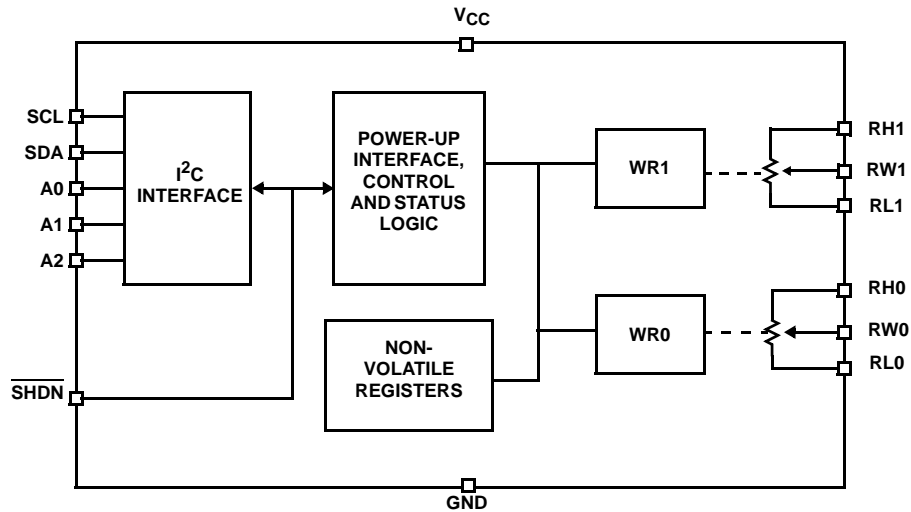 VCC
SCL
SDA
A0
A1
A2
SHDN
I2C
INTERFACE
POWER-UP
INTERFACE,
CONTROL
AND STATUS
LOGIC
NON-
VOLATILE
REGISTERS
WR1
WR0
RH1
RW1
RL1
RH0
RW0
RL0
GND